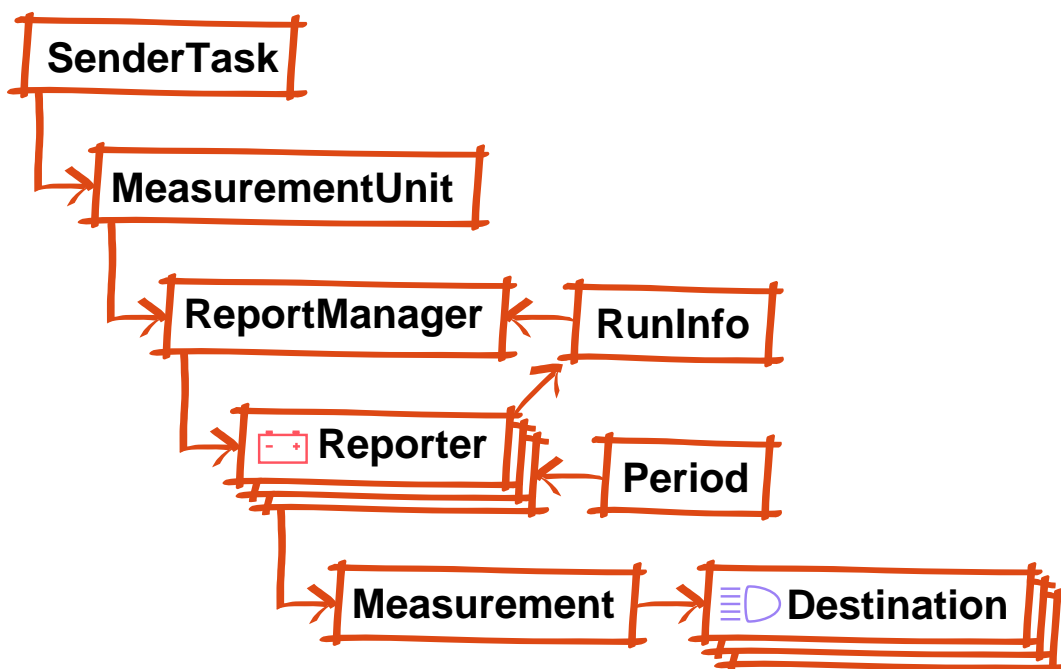 SenderTask
MeasurementUnit
ReportManager
RunInfo
Reporter
Period
Measurement
Destination